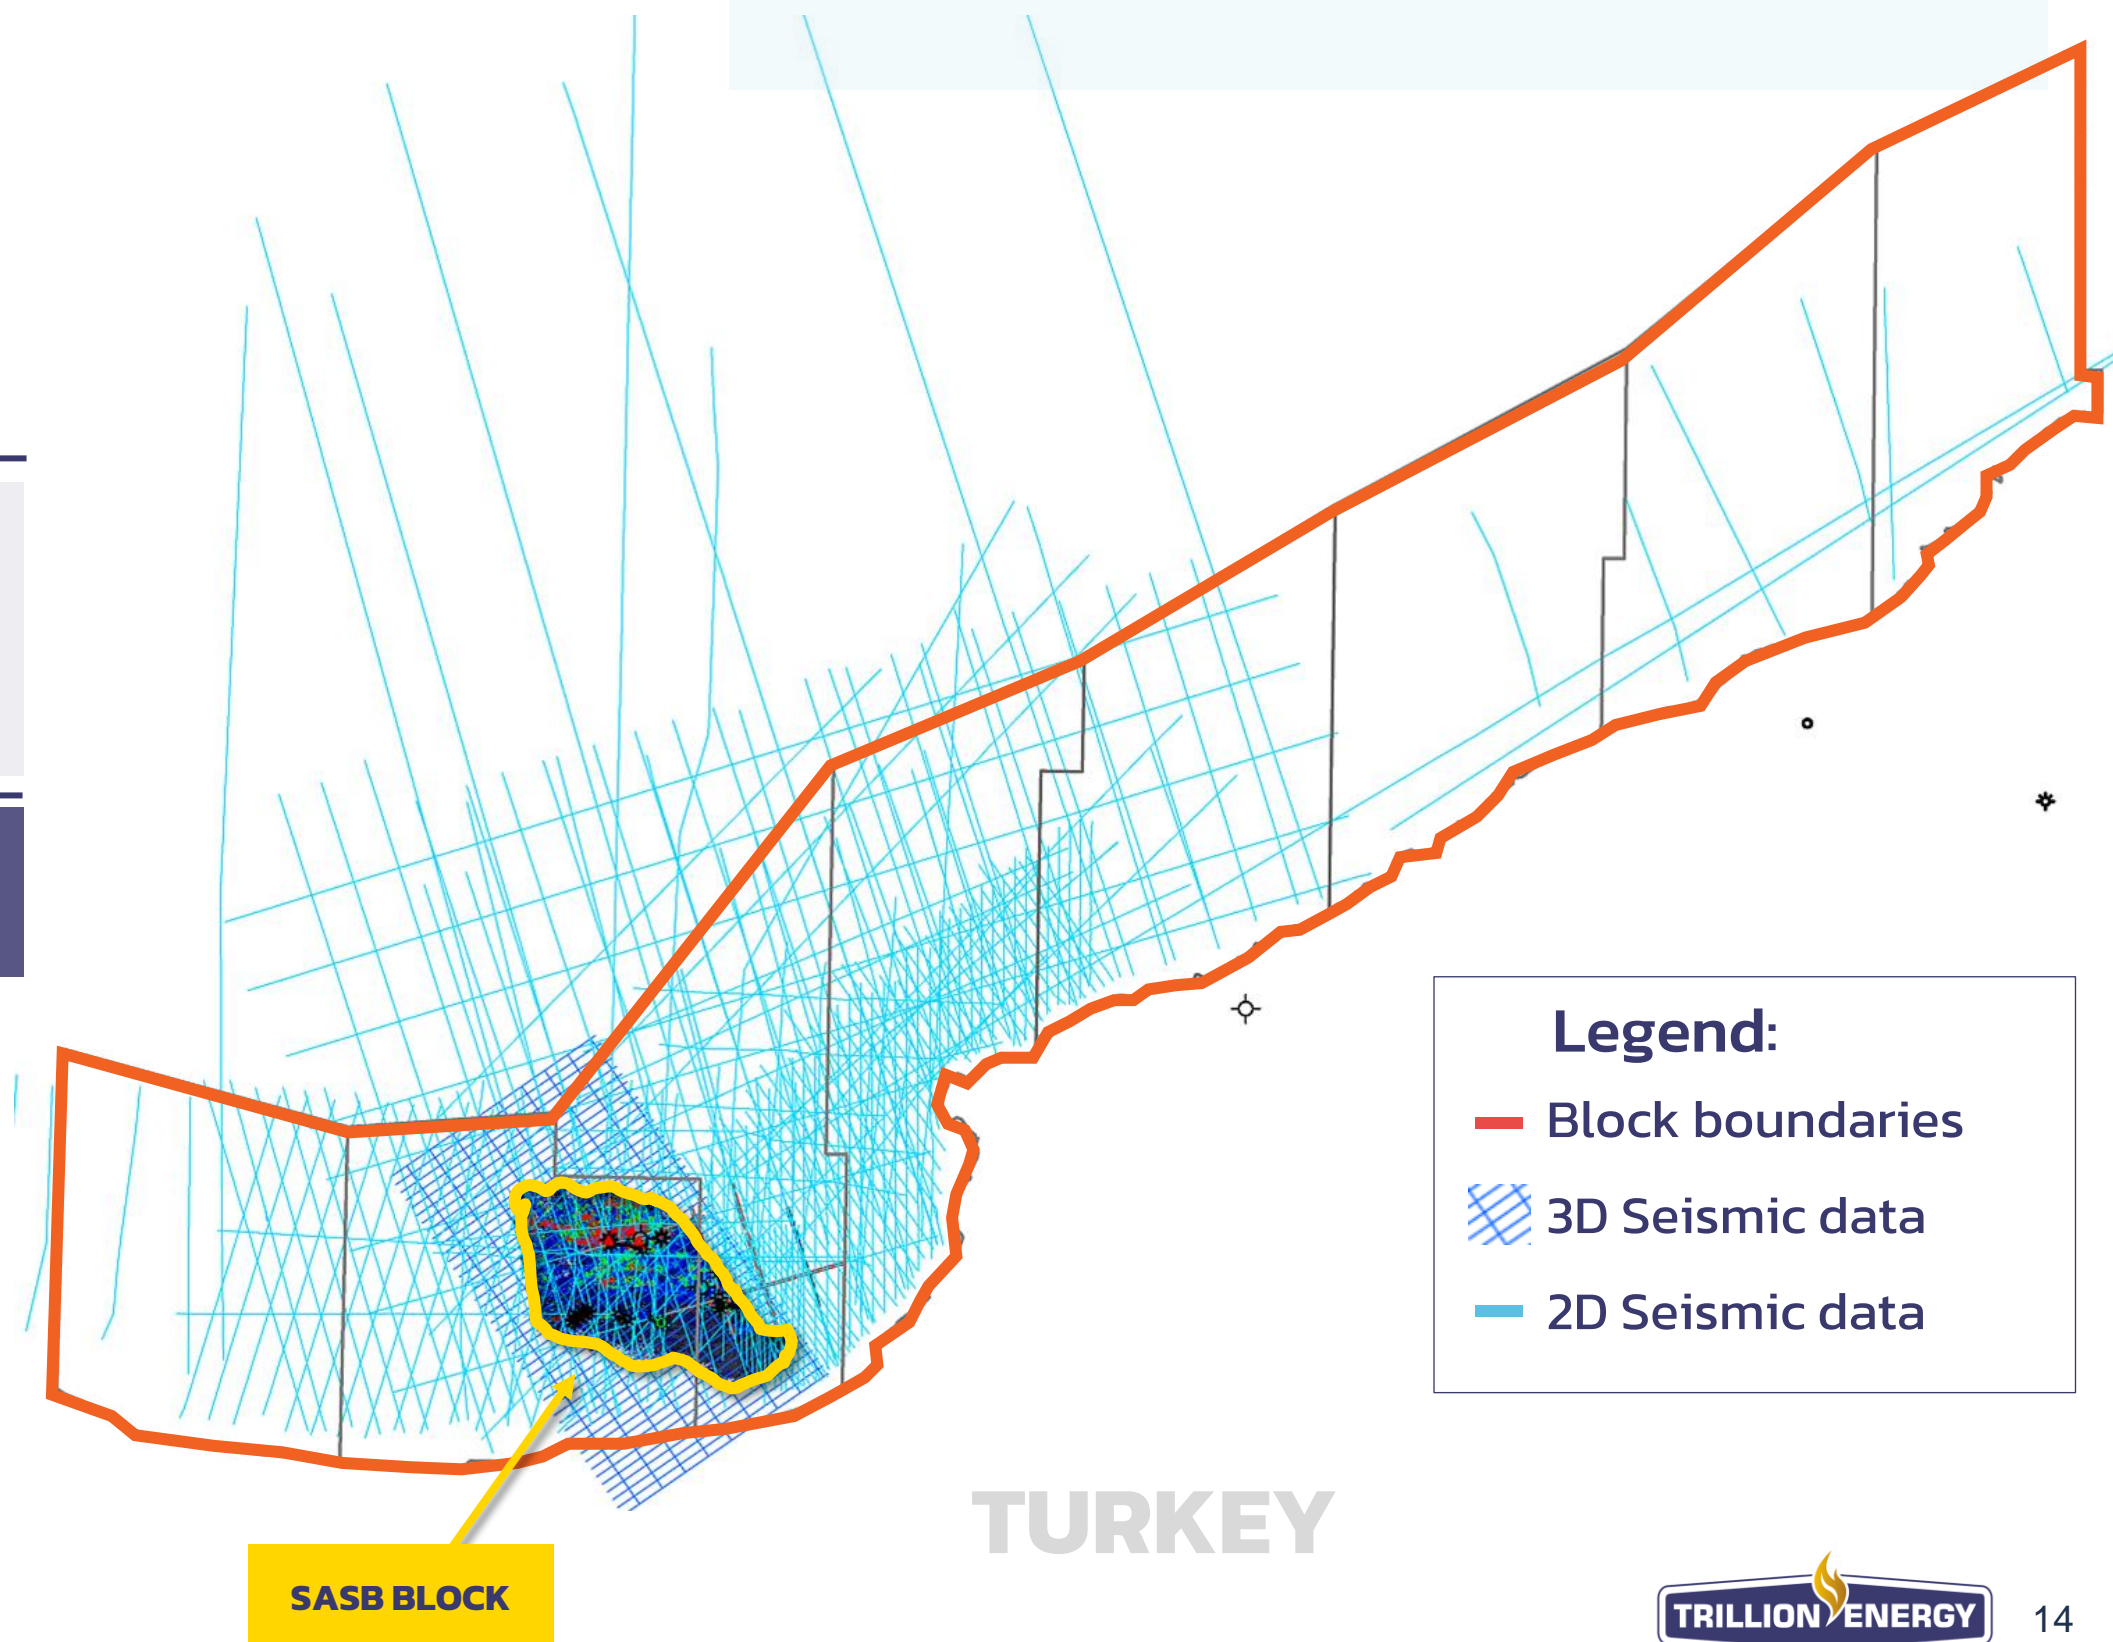 Legend:
Block boundaries
3D Seismic data
2D Seismic data
TURKEY
SASB BLOCK
TRILLION ENERGY
14